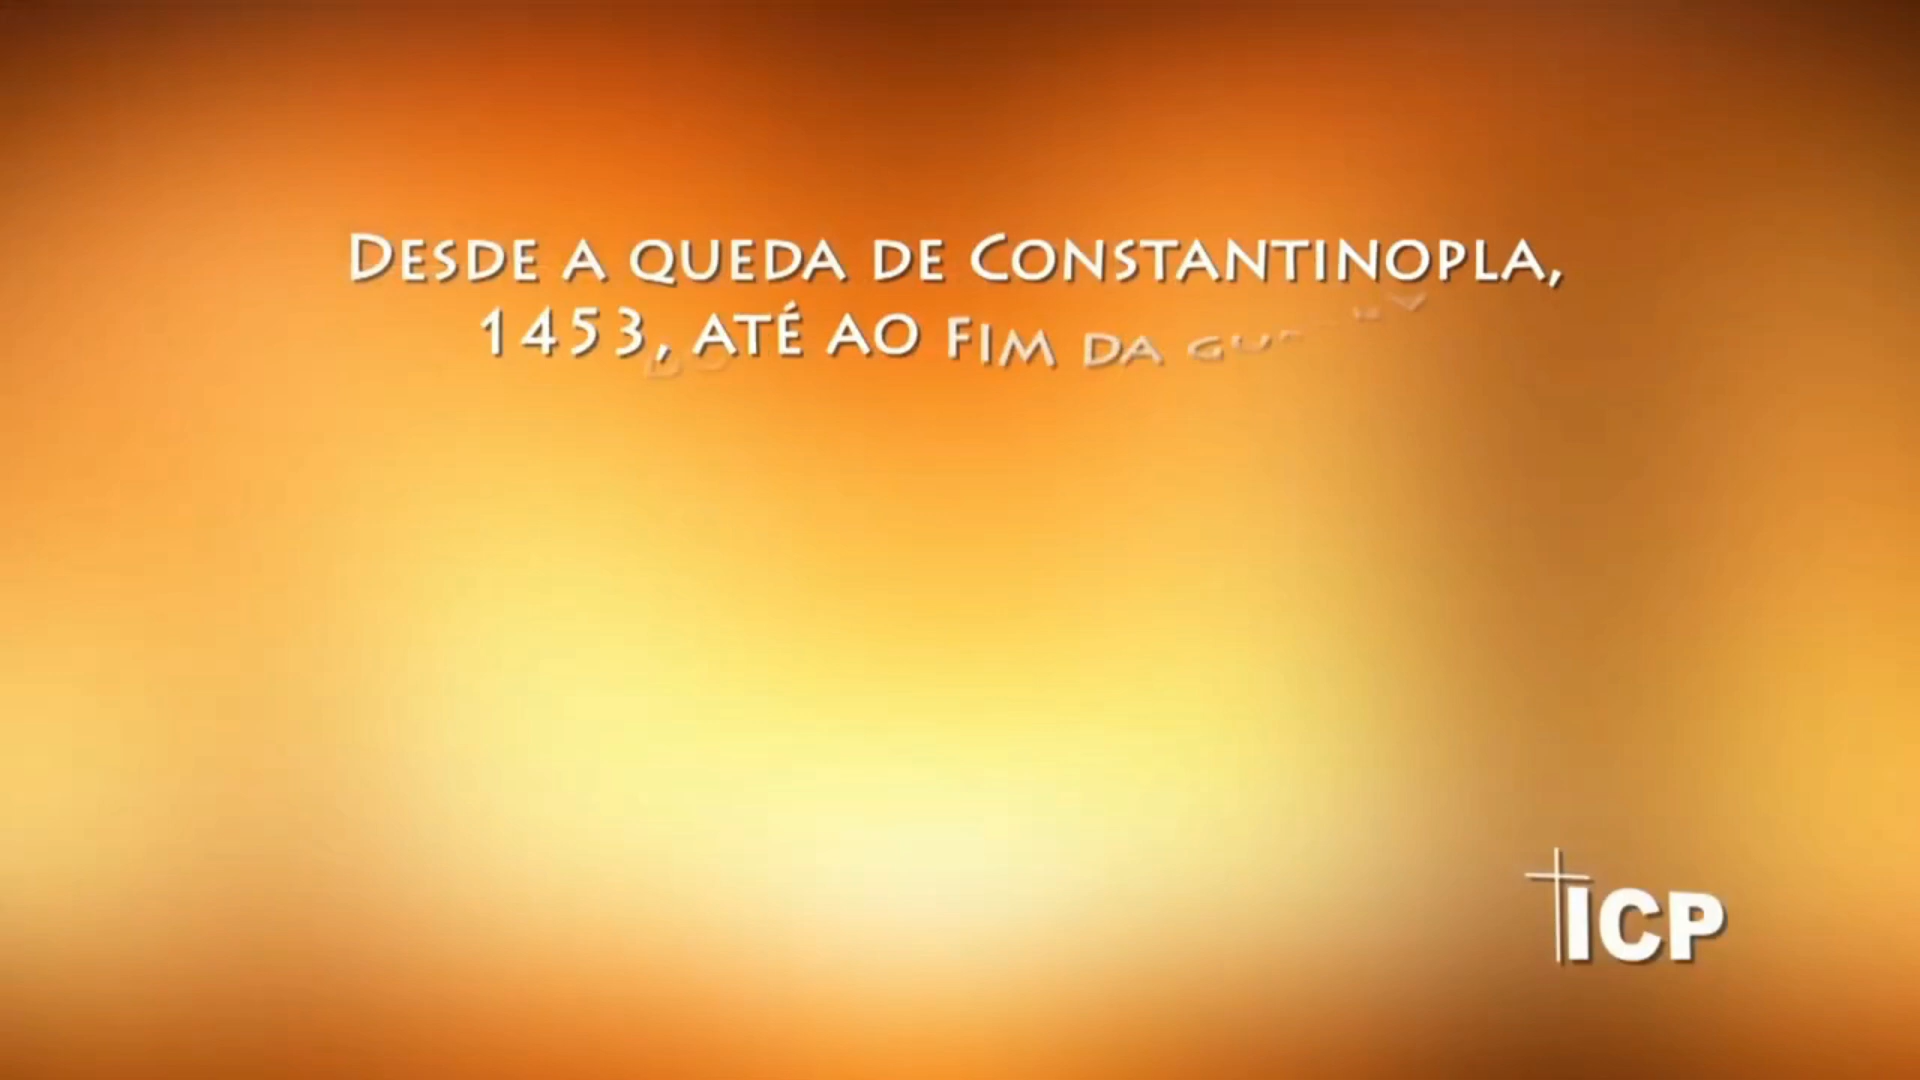 Desde a queda de Constantinopla,
1453, até ao fim da
ICP